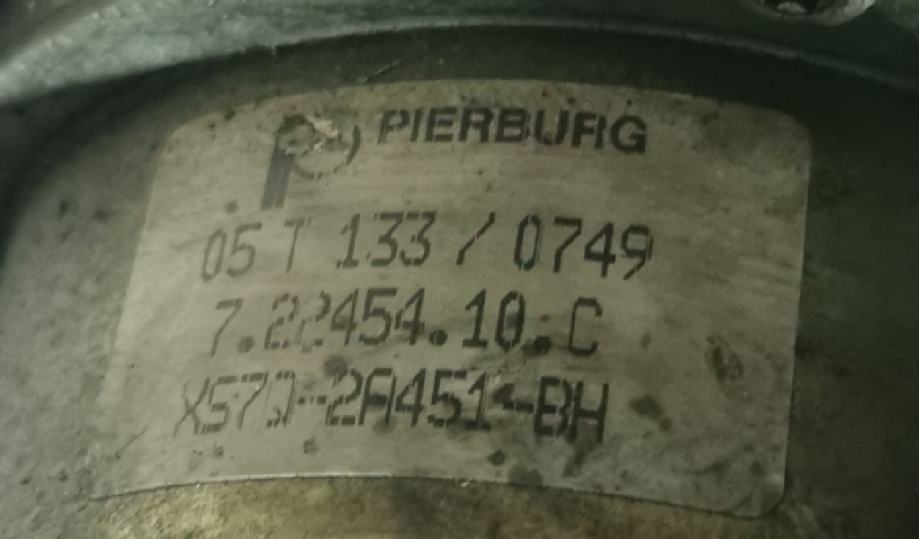 PIERBURG
05 T 133 / 0749
7.22454.10.C
XS7Q-2A451-BH